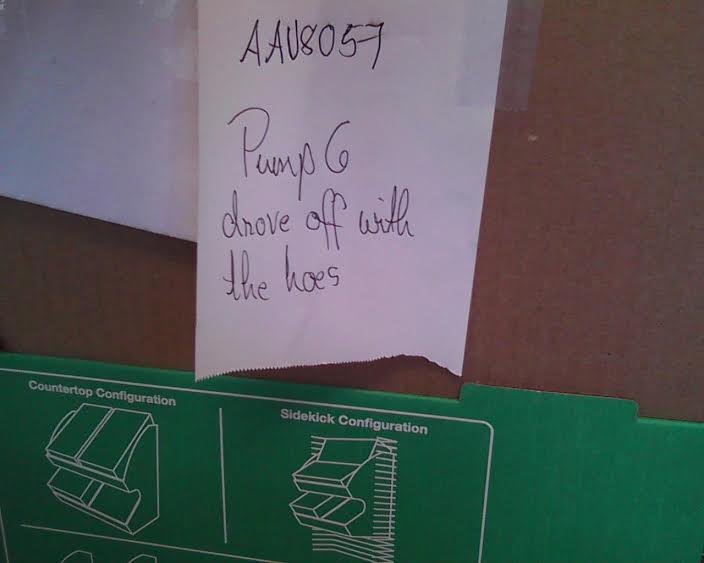 AAV8057
Pump 6
drove off with
the hoes
Countertop Configuration
Sidekick Configuration